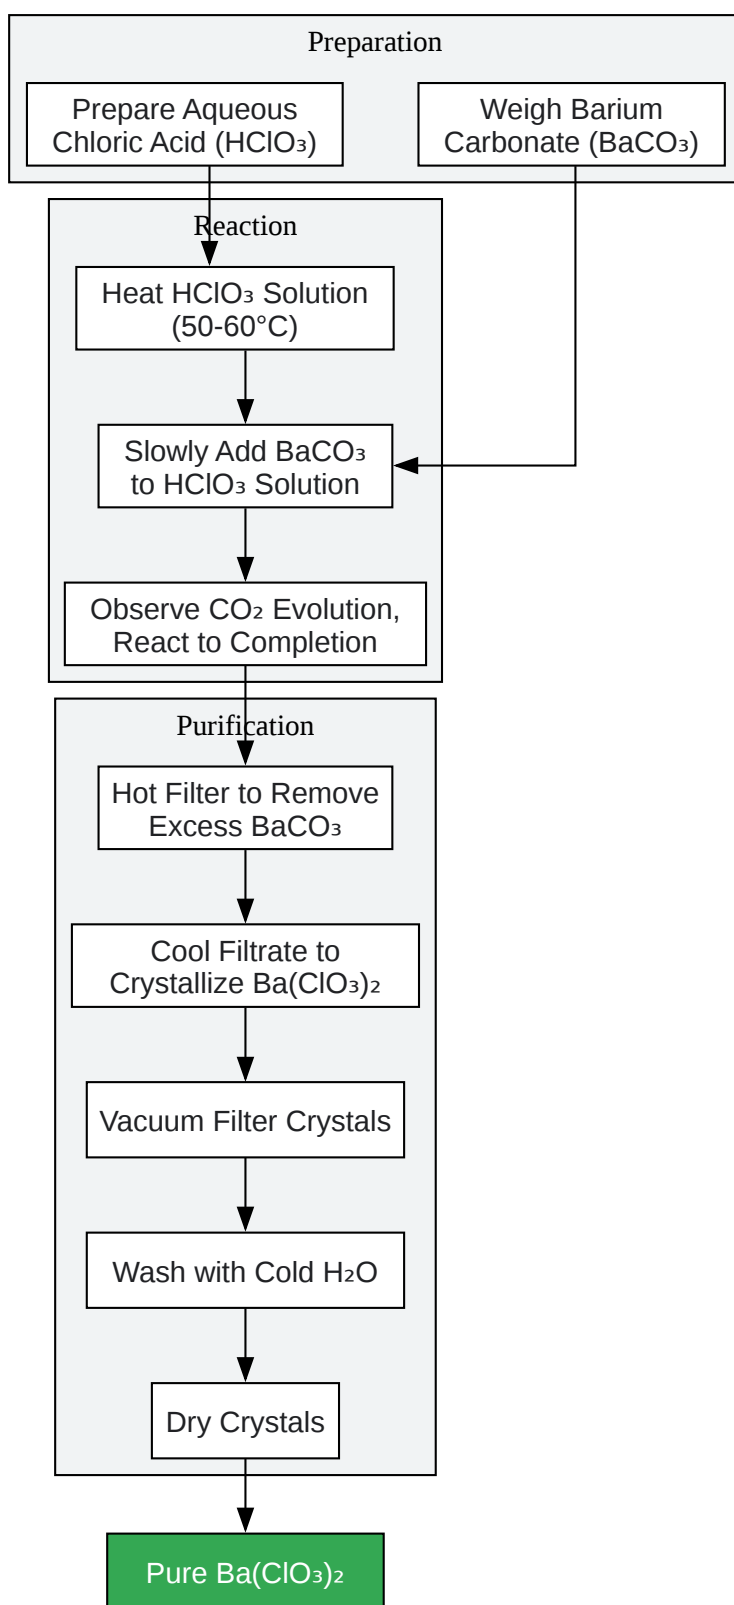 Preparation
Prepare Aqueous
Chloric Acid (HClO₃)
Weigh Barium
Carbonate (BaCO₃)
Reaction
Heat HClO₃ Solution
(50-60°C)
Slowly Add BaCO₃
to HClO₃ Solution
Observe CO₂ Evolution,
React to Completion
Purification
Hot Filter to Remove
Excess BaCO₃
Cool Filtrate to
Crystallize Ba(ClO₃)₂
Vacuum Filter Crystals
Wash with Cold H₂O
Dry Crystals
Pure Ba(ClO₃)₂